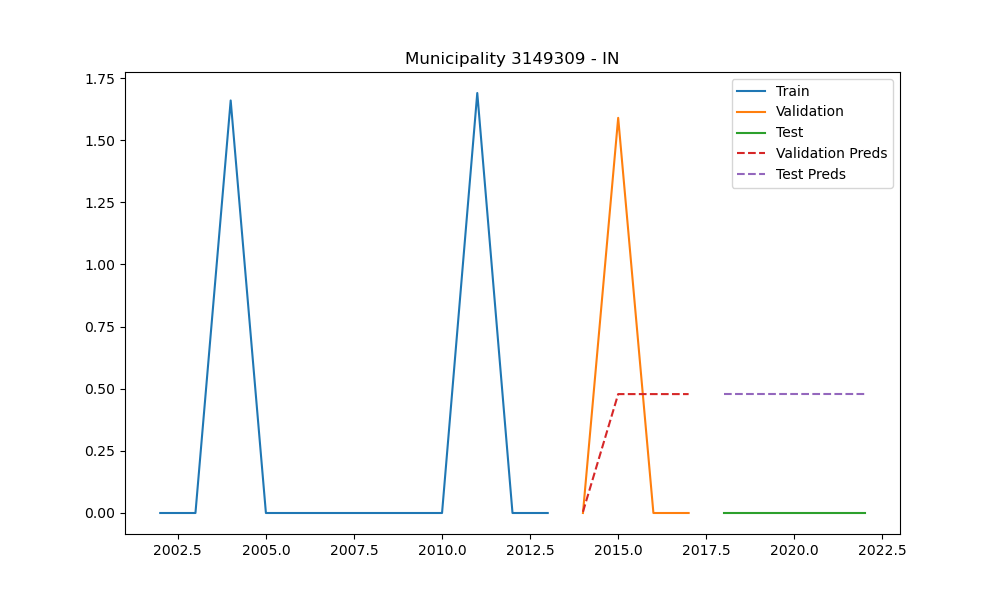 Municipality 3149309 - IN
1.75
1.50
1.25
1.00
0.75
0.50
0.25
0.00
Train
Validation
Test
Validation Preds
Test Preds
2002.5 2005.0 2007.5 2010.0 2012.5 2015.0 2017.5 2020.0 2022.5